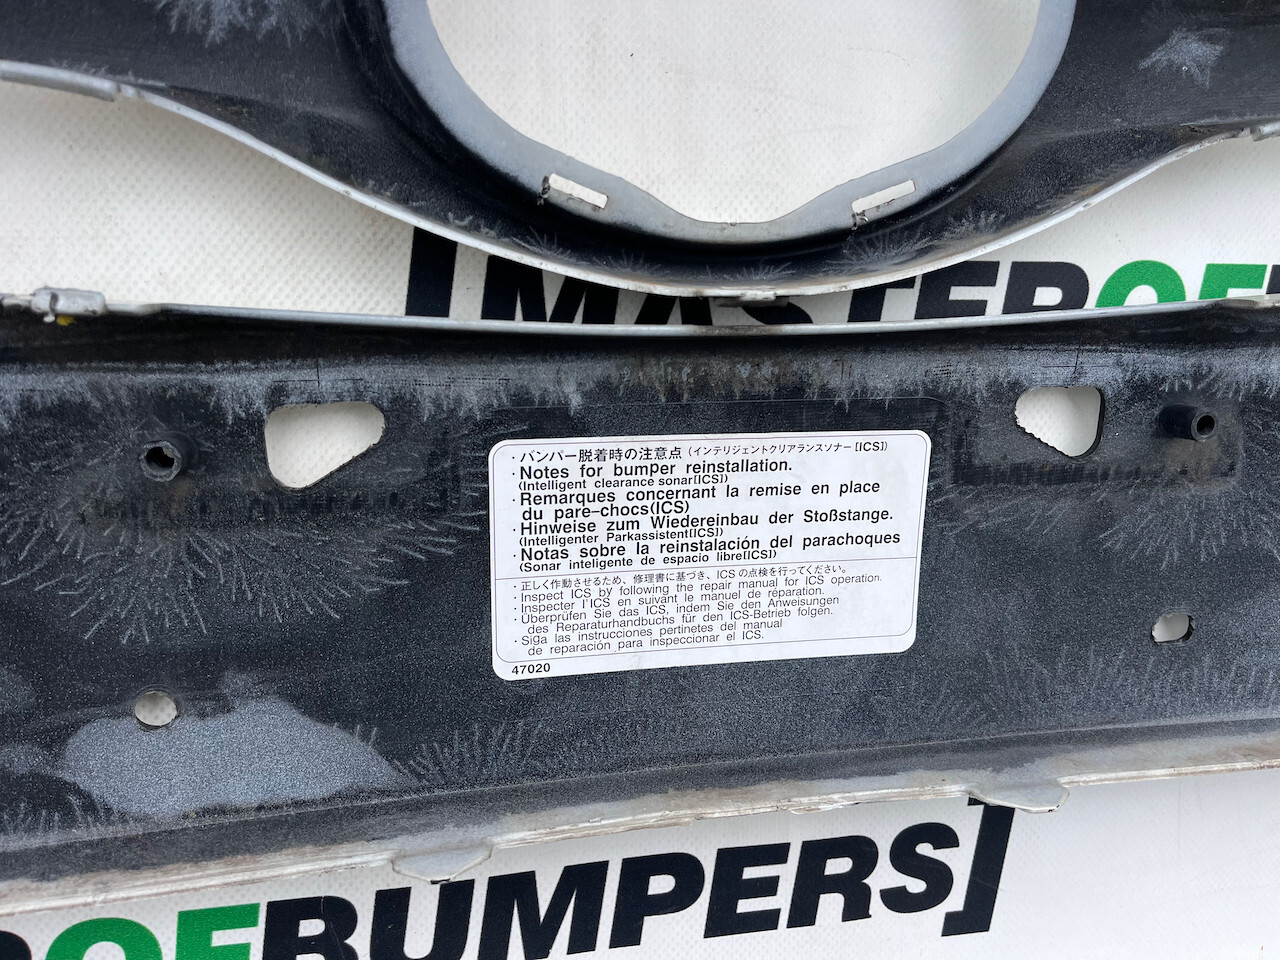 [MASTEROF
・バンパー脱着時の注意点（インテリジェントクリアランスソナー [ICS]）
・Notes for bumper reinstallation.
(Intelligent clearance sonar[ICS])
・Remarques concernant la remise en place
du pare-chocs(ICS)
・Hinweise zum Wiedereinbau der Stoßstange.
(Intelligenter Parkassistent[ICS])
・Notas sobre la reinstalación del parachoques
(Sonar inteligente de espacio libre[ICS])
・正しく作動させるため、修理書に基づき、ICS の点検を行ってください。
・Inspect ICS by following the repair manual for ICS operation.
・Inspecter l'ICS en suivant le manuel de réparation.
・Überprüfen Sie das ICS, indem Sie den Anweisungen
des Reparaturhandbuchs für den ICS-Betrieb folgen.
・Siga las instrucciones pertinetes del manual
de reparación para inspeccionar el ICS.
47020
ROFBUMPERS]